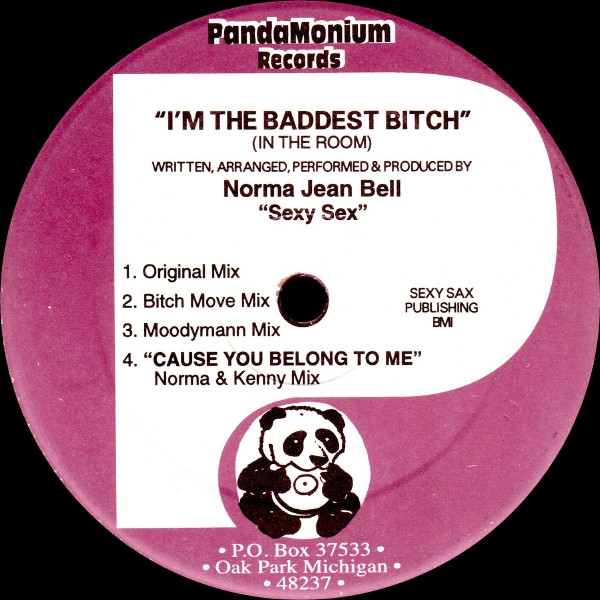 PandaMonium
Records
“I'M THE BADDEST BITCH”
(IN THE ROOM)
WRITTEN, ARRANGED, PERFORMED & PRODUCED BY
Norma Jean Bell
“Sexy Sex”
1. Original Mix
2. Bitch Move Mix
3. Moodymann Mix
4. “CAUSE YOU BELONG TO ME”
Norma & Kenny Mix
SEXY SAX
PUBLISHING
BMI
• P.O. Box 37533 •
• Oak Park Michigan •
• 48237 •